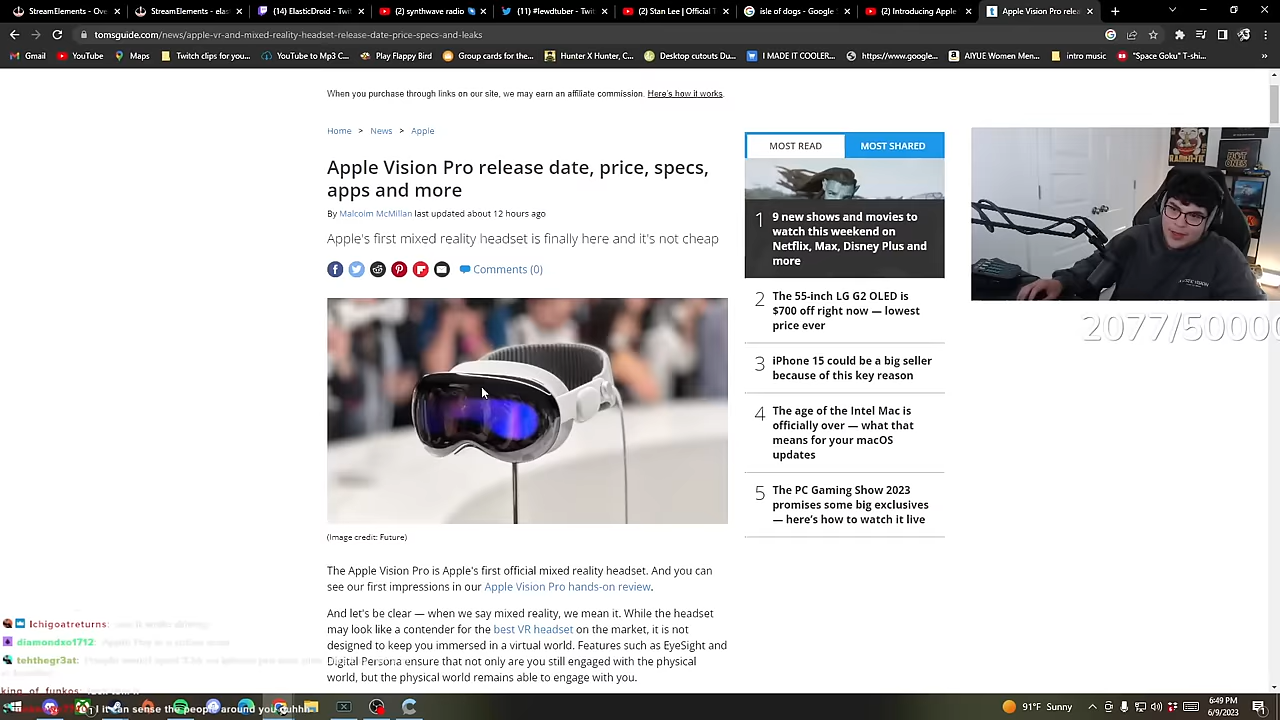 StreamElements - Ove
StreamElements - elas
(14) ElasticDroid - Twit
(2) synthwave radio
(11) #lewdtuber - Twit
(2) Stan Lee | Official T
isle of dogs - Google
(2) Introducing Apple
Apple Vision Pro relea
tomsguide.com/news/apple-vr-and-mixed-reality-headset-release-date-price-specs-and-leaks
Gmail
YouTube
Maps
Twitch clips for you...
YouTube to Mp3 C...
Play Flappy Bird
Group cards for the...
Hunter X Hunter, C...
Desktop cutouts Du...
I MADE IT COOLER...
https://www.google...
AIYUE Women Men...
intro music
"Space Goku" T-shi...
When you purchase through links on our site, we may earn an affiliate commission. Here's how it works.
Home > News > Apple
Apple Vision Pro release date, price, specs,
apps and more
By Malcolm McMillan last updated about 12 hours ago
Apple's first mixed reality headset is finally here and it's not cheap
Comments (0)
(Image credit: Future)
The Apple Vision Pro is Apple's first official mixed reality headset. And you can
see our first impressions in our Apple Vision Pro hands-on review.
And let's be clear — when we say mixed reality, we mean it. While the headset
may look like a contender for the best VR headset on the market, it is not
designed to keep you immersed in a virtual world. Features such as EyeSight and
Digital Persona ensure that not only are you still engaged with the physical
world, but the physical world remains able to engage with you.
MOST READ
MOST SHARED
1 9 new shows and movies to
watch this weekend on
Netflix, Max, Disney Plus and
more
2 The 55-inch LG G2 OLED is
$700 off right now — lowest
price ever
3 iPhone 15 could be a big seller
because of this key reason
4 The age of the Intel Mac is
officially over — what that
means for your macOS
updates
5 The PC Gaming Show 2023
promises some big exclusives
— here's how to watch it live
2077/5000
Ichigoatreturns:
diamondxo1712:
tehthegr3at:
king_of_funkos:
It can sense the people around you
91°F Sunny
6:49 PM
6/9/2023